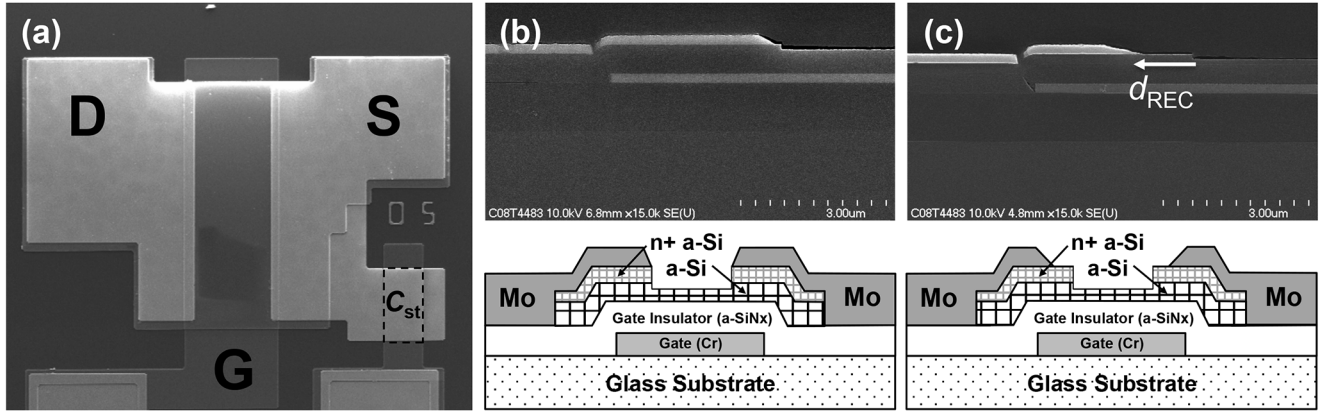 (a)
D
S
0 5
Cst
G
(b)
C08T4483 10.0kV 6.8mm x15.0k SE(U)
3.00um
n+ a-Si
a-Si
Mo
Mo
Gate Insulator (a-SiNx)
Gate (Cr)
Glass Substrate
(c)
dREC
C08T4483 10.0kV 4.8mm x15.0k SE(U)
3.00um
n+ a-Si
a-Si
Mo
Mo
Gate Insulator (a-SiNx)
Gate (Cr)
Glass Substrate